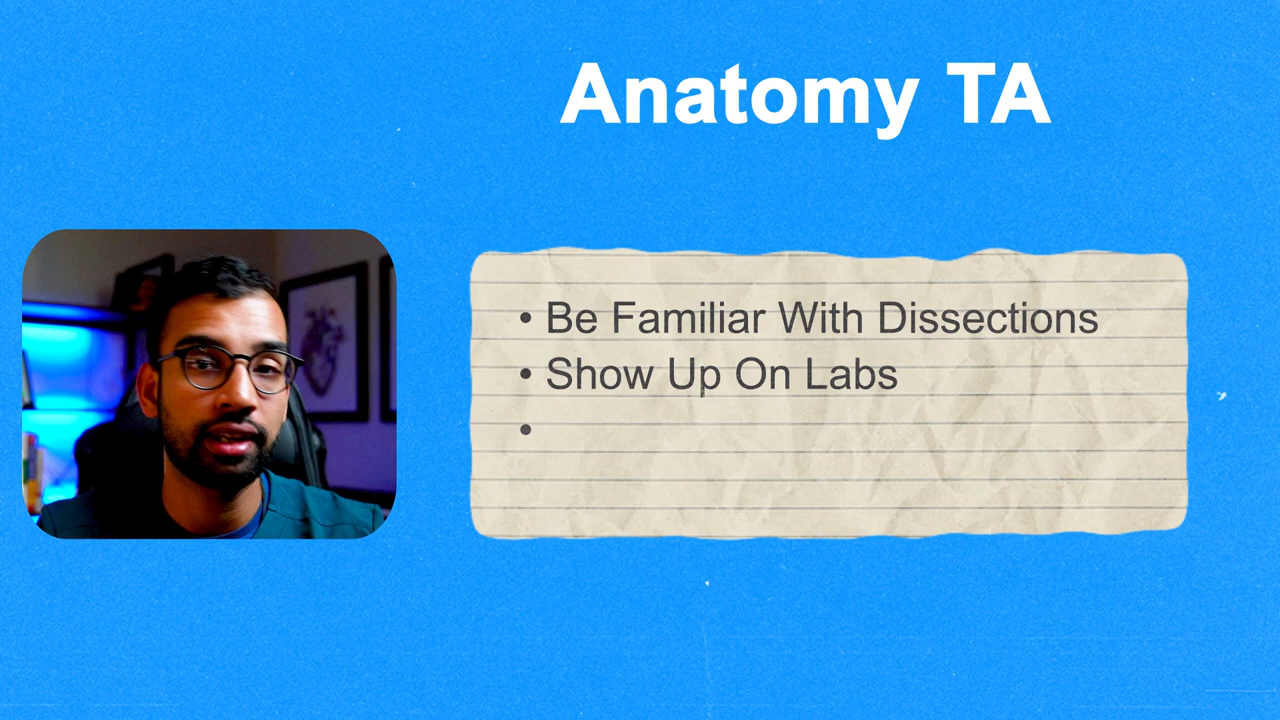 Anatomy TA
• Be Familiar With Dissections
• Show Up On Labs
•